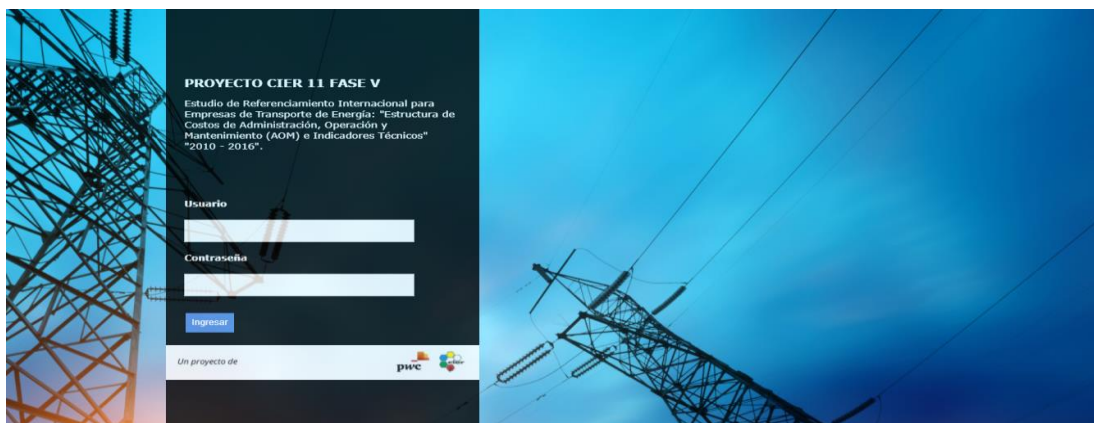 PROYECTO CIER 11 FASE V
Estudio de Referenciamiento Internacional para
Empresas de Transporte de Energía: "Estructura de
Costos de Administración, Operación y
Mantenimiento (AOM) e Indicadores Técnicos"
"2010 - 2016".
Usuario
Contraseña
Ingresar
Un proyecto de
pwc